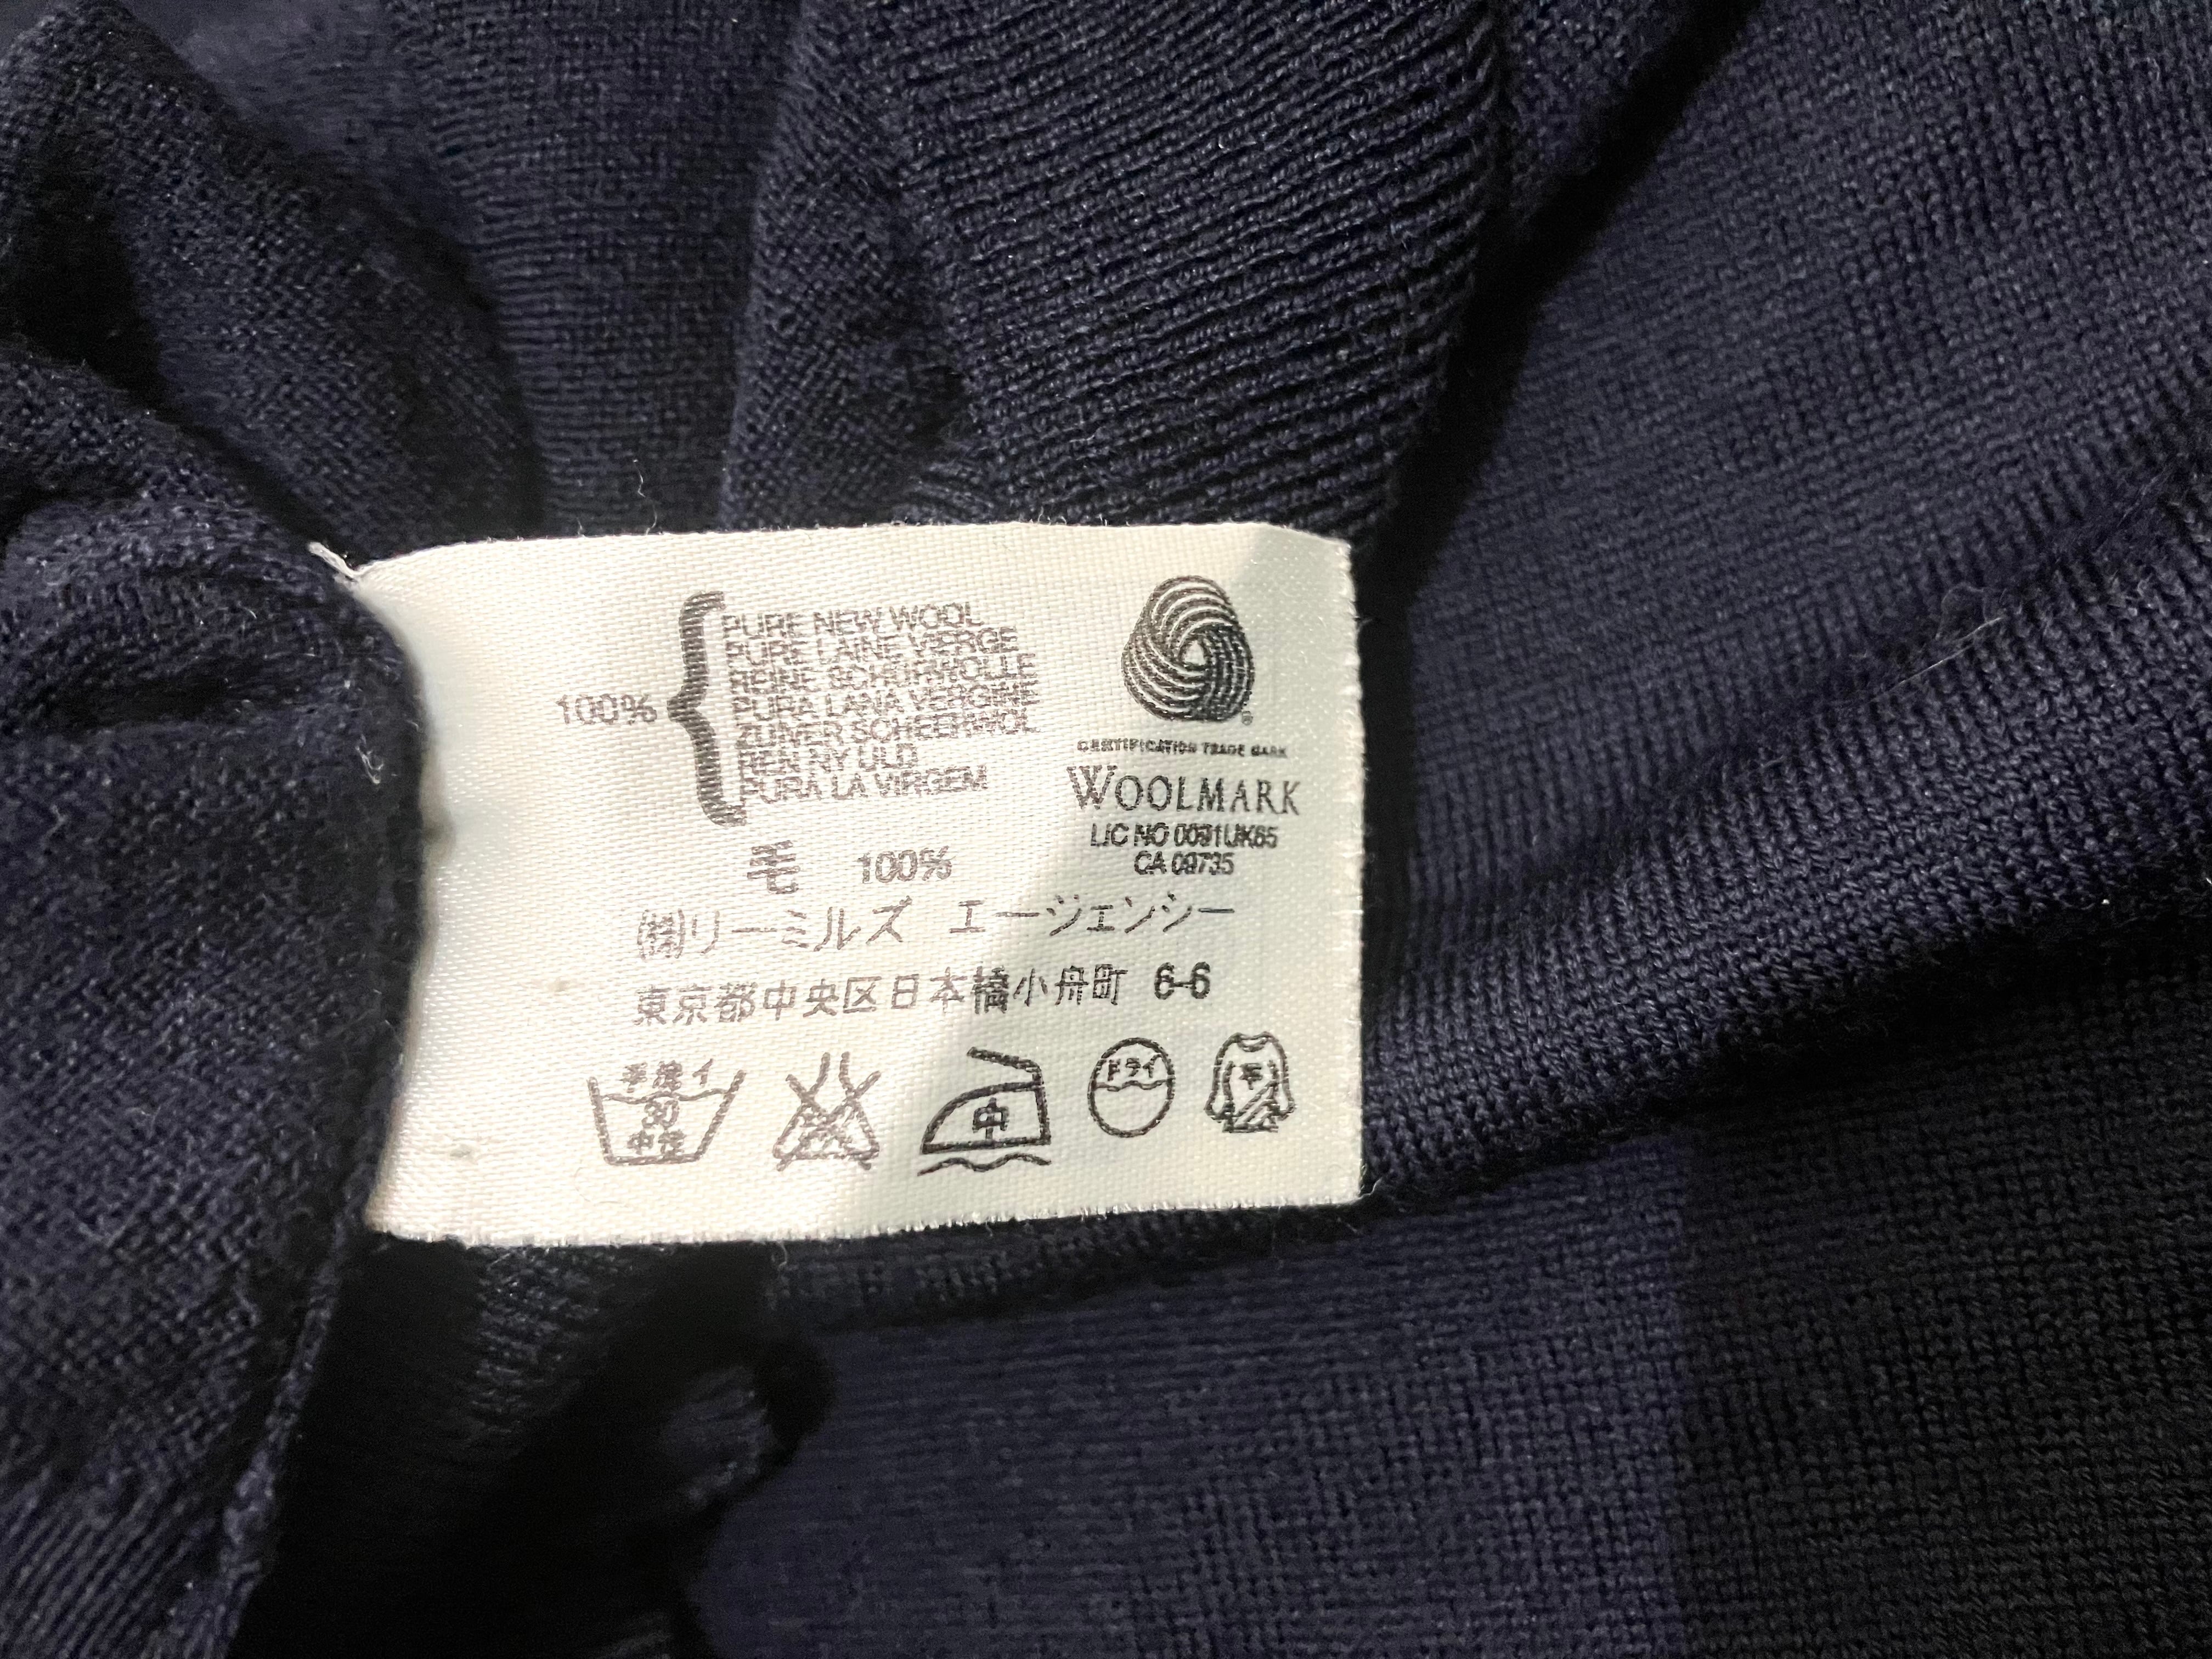 100%
PURE NEW WOOL
PURE LAINE VIERGE
REINE SCHURWOLLE
PURA LANA VERGINE
ZUIVER SCHEERWOL
REN NY ULD
PURA LA VIRGEM
®
CERTIFICATION TRADE MARK
WOOLMARK
LIC NO 0091UK65
CA 09735
毛 100%
㈱リーミルズ エージェンシー
東京都中央区日本橋小舟町 6-6
手洗イ
30
中性
中
ドライ
平